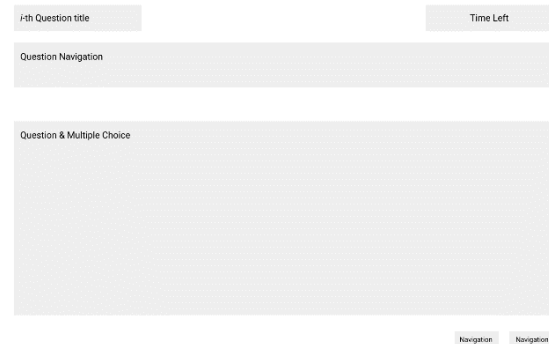 i-th Question title
Time Left
Question Navigation
Question & Multiple Choice
Navigation
Navigation